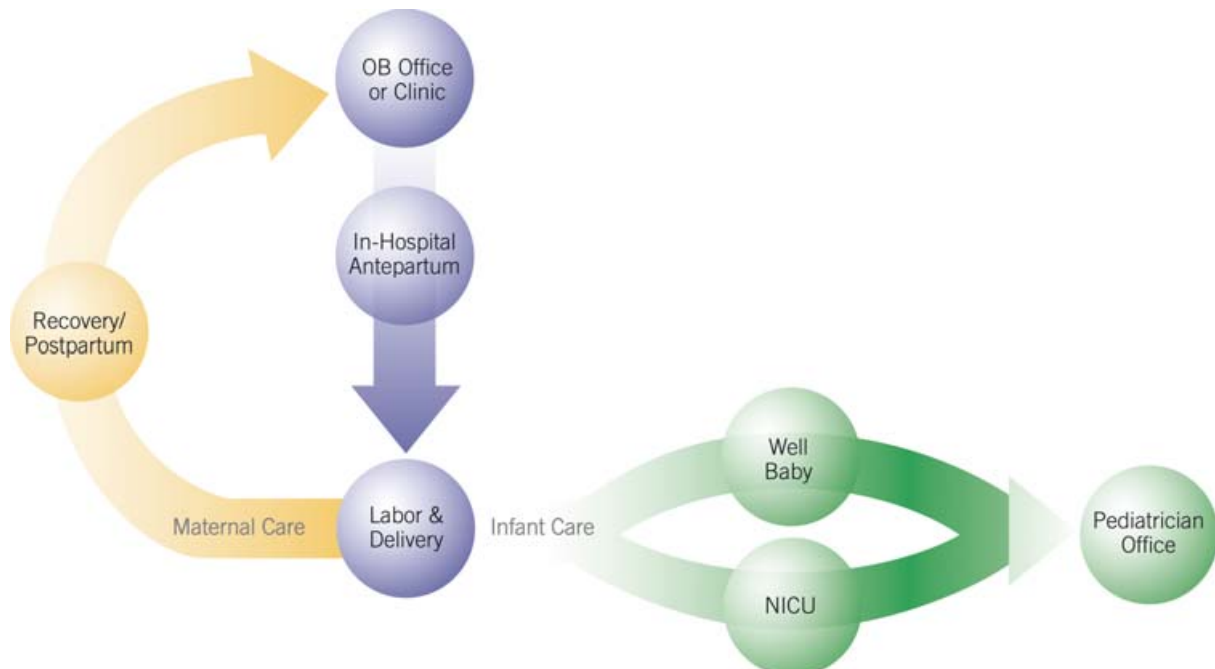 OB Office
or Clinic
In-Hospital
Antepartum
Recovery/
Postpartum
Well
Baby
Maternal Care
Labor &
Delivery
Infant Care
Pediatrician
Office
NICU